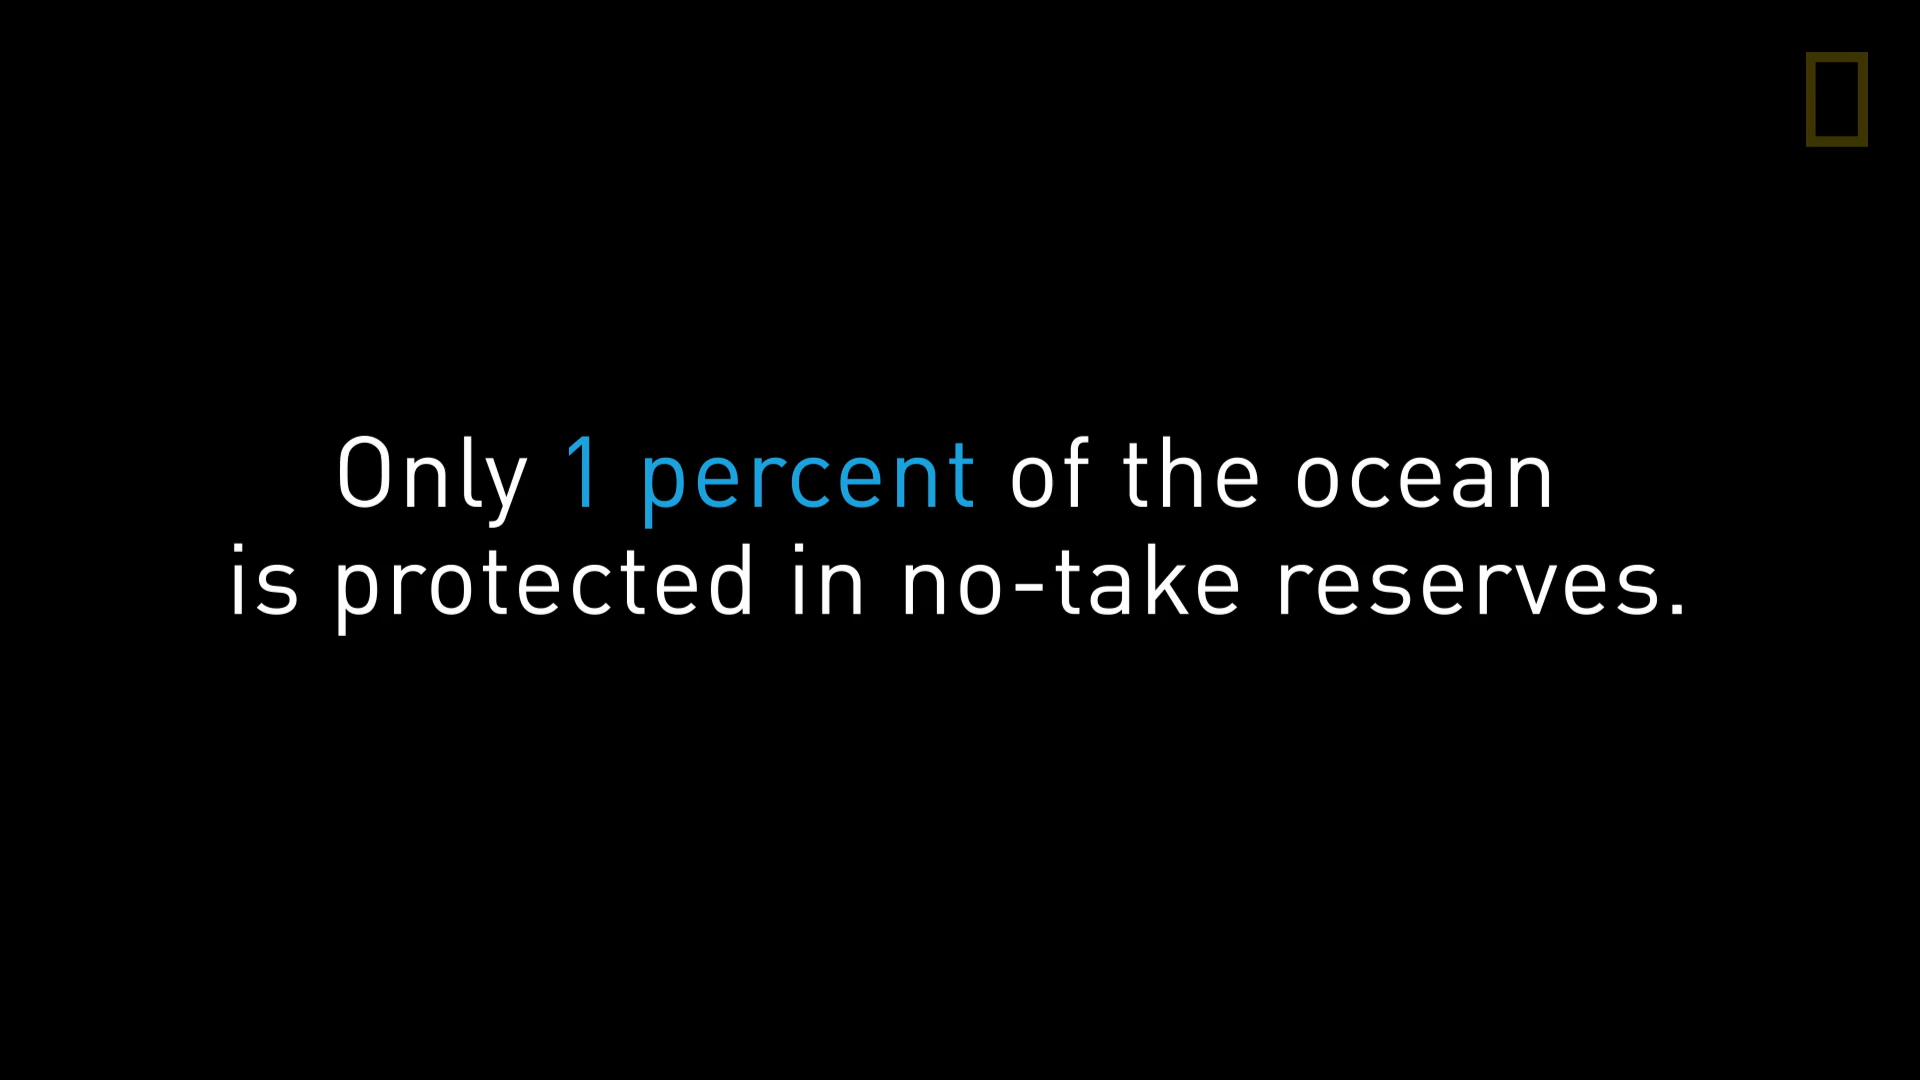 Only 1 percent of the ocean
is protected in no-take reserves.